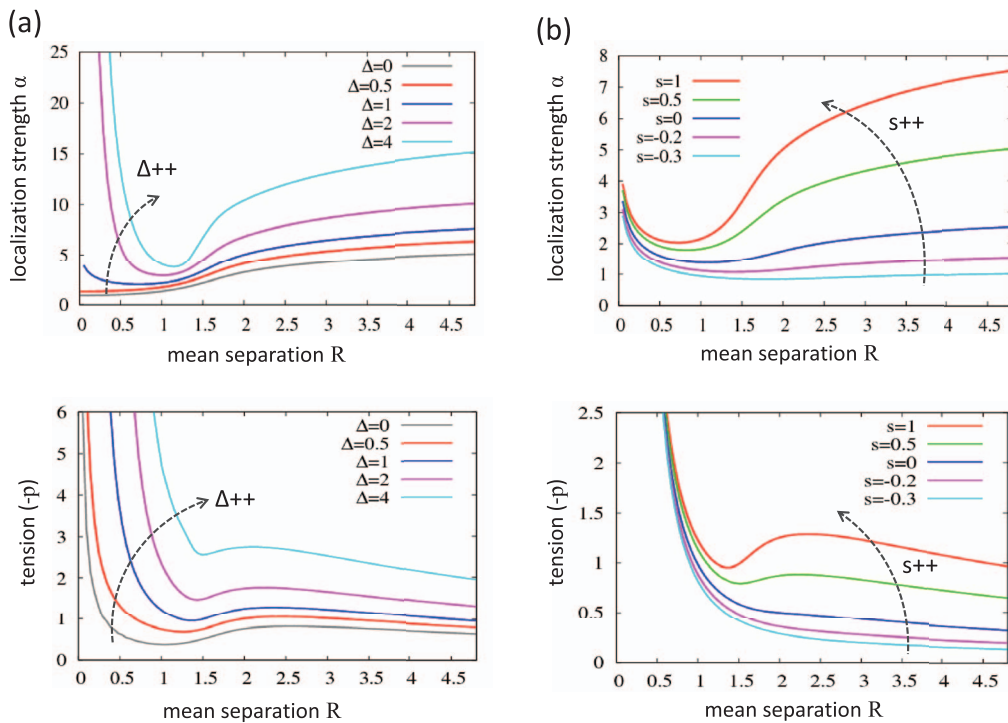 (a)
25
20
15
10
5
0
localization strength α
Δ=0
Δ=0.5
Δ=1
Δ=2
Δ=4
Δ++
0 0.5 1 1.5 2 2.5 3 3.5 4 4.5
mean separation R
(b)
8
7
6
5
4
3
2
1
0
localization strength α
s=1
s=0.5
s=0
s=-0.2
s=-0.3
s++
0 0.5 1 1.5 2 2.5 3 3.5 4 4.5
mean separation R
6
5
4
3
2
1
0
tension (-p)
Δ=0
Δ=0.5
Δ=1
Δ=2
Δ=4
Δ++
0 0.5 1 1.5 2 2.5 3 3.5 4 4.5
mean separation R
2.5
2
1.5
1
0.5
0
tension (-p)
s=1
s=0.5
s=0
s=-0.2
s=-0.3
s++
0 0.5 1 1.5 2 2.5 3 3.5 4 4.5
mean separation R